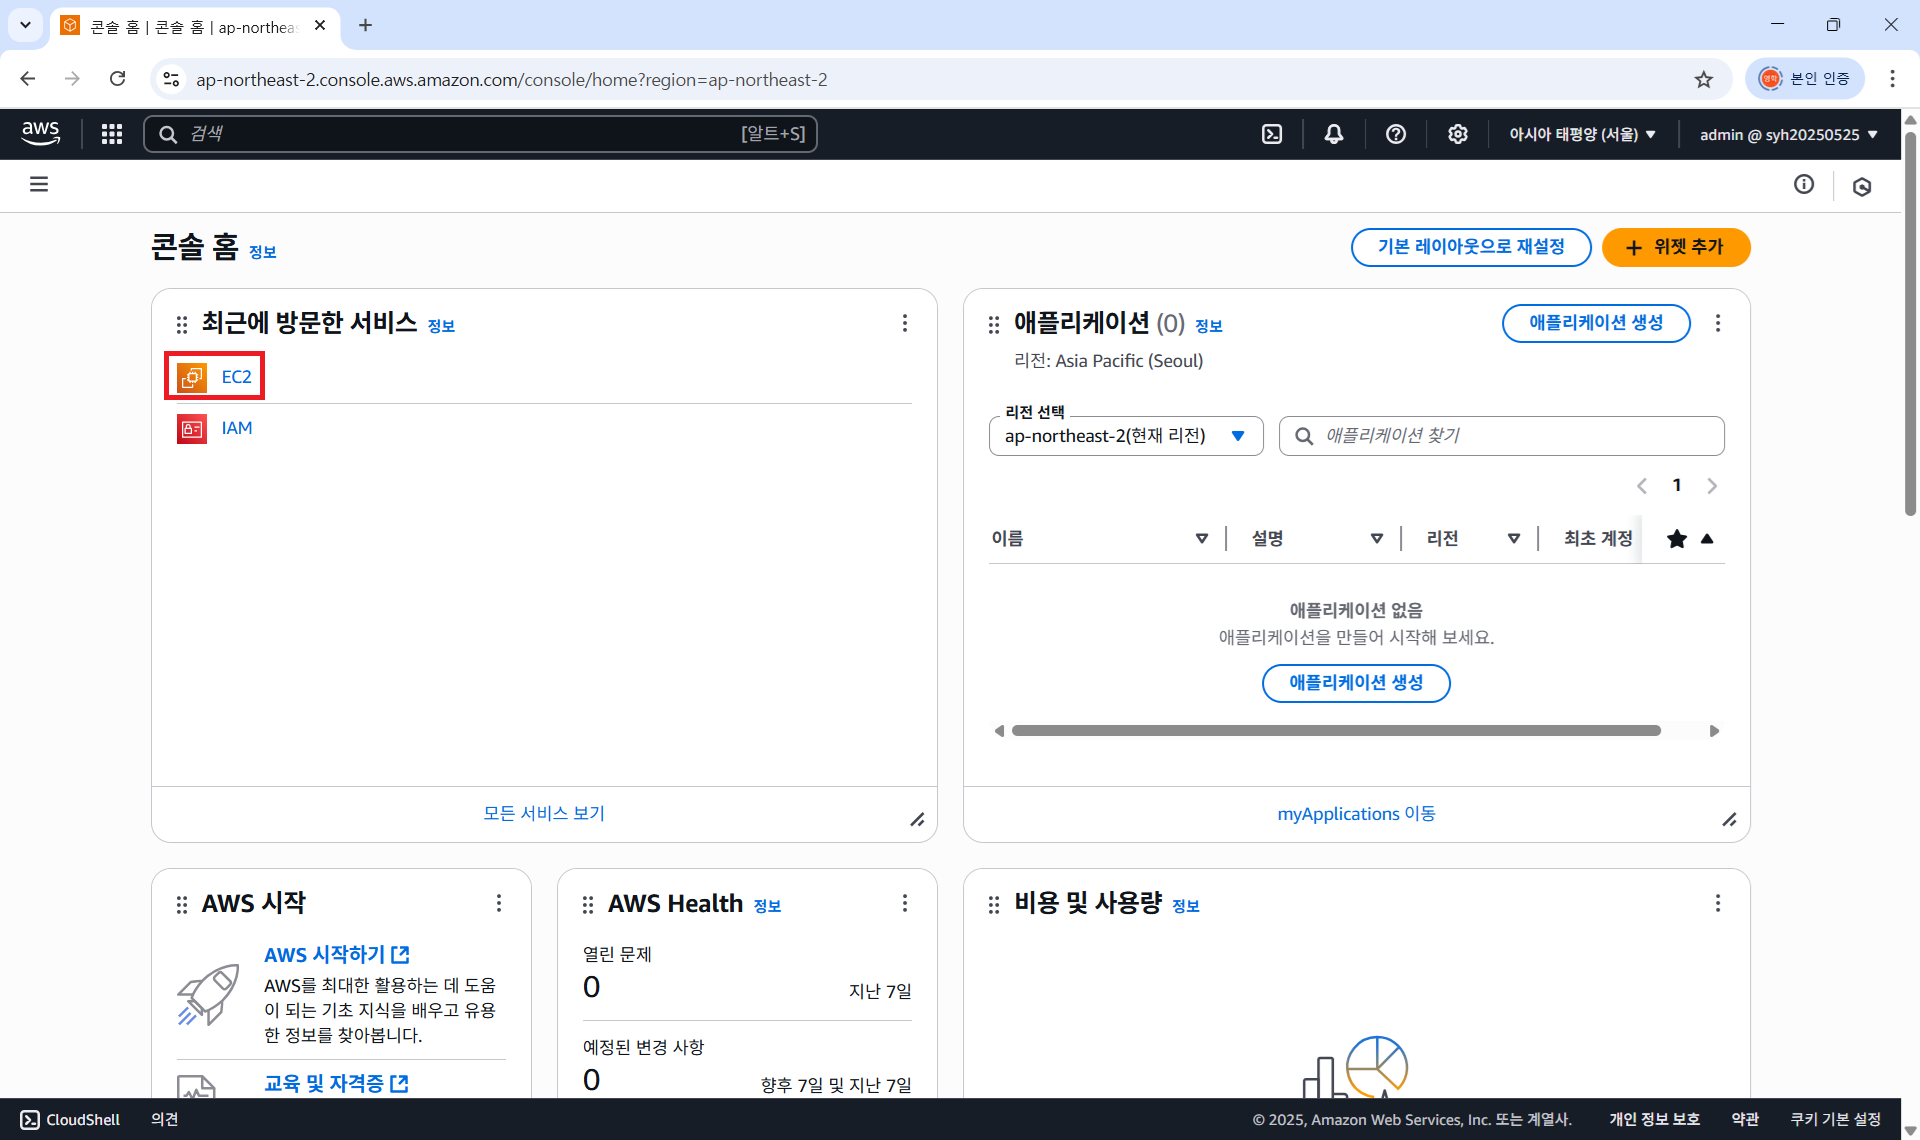 콘솔 홈 | 콘솔 홈 | ap-northea
ap-northeast-2.console.aws.amazon.com/console/home?region=ap-northeast-2
본인 인증
aws
검색
[알트+S]
아시아 태평양 (서울)
admin @ syh20250525
콘솔 홈 정보
기본 레이아웃으로 재설정
위젯 추가
최근에 방문한 서비스 정보
EC2
IAM
모든 서비스 보기
애플리케이션 (0) 정보
애플리케이션 생성
리전: Asia Pacific (Seoul)
리전 선택
ap-northeast-2(현재 리전)
애플리케이션 찾기
1
이름 설명 리전 최초 계정
애플리케이션 없음
애플리케이션을 만들어 시작해 보세요.
애플리케이션 생성
myApplications 이동
AWS 시작
AWS 시작하기
AWS를 최대한 활용하는 데 도움
이 되는 기초 지식을 배우고 유용
한 정보를 찾아봅니다.
교육 및 자격증
AWS Health 정보
열린 문제
0
지난 7일
예정된 변경 사항
0
향후 7일 및 지난 7일
비용 및 사용량 정보
CloudShell
의견
© 2025, Amazon Web Services, Inc. 또는 계열사.
개인 정보 보호
약관
쿠키 기본 설정